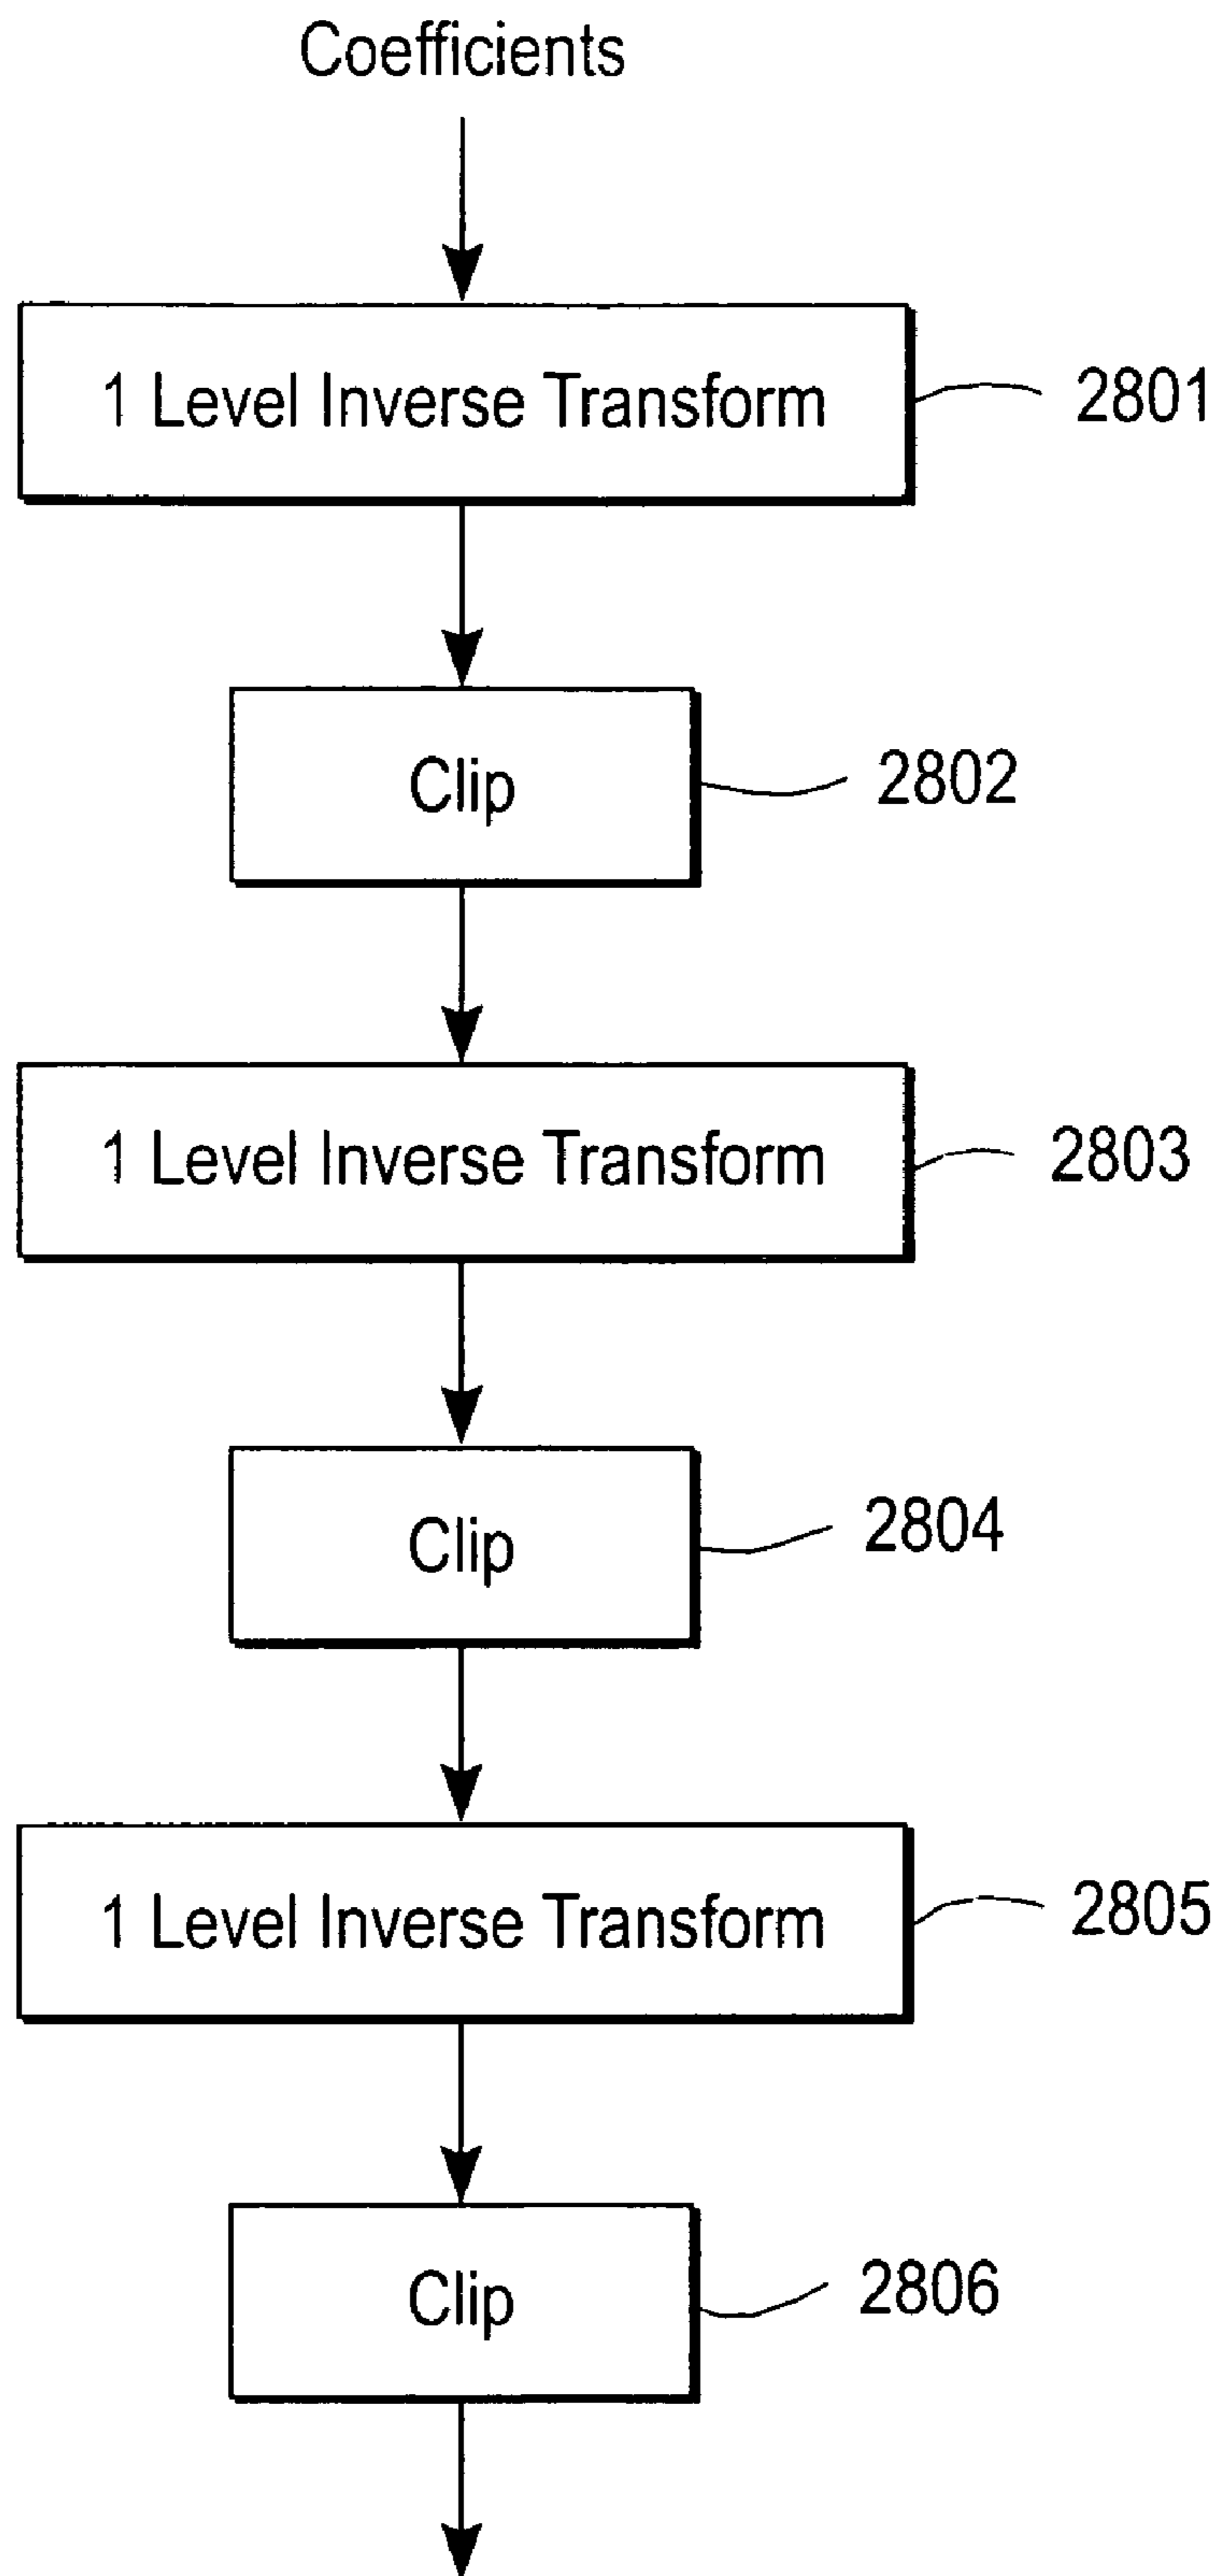 Coefficients
1 Level Inverse Transform
2801
Clip
2802
1 Level Inverse Transform
2803
Clip
2804
1 Level Inverse Transform
2805
Clip
2806